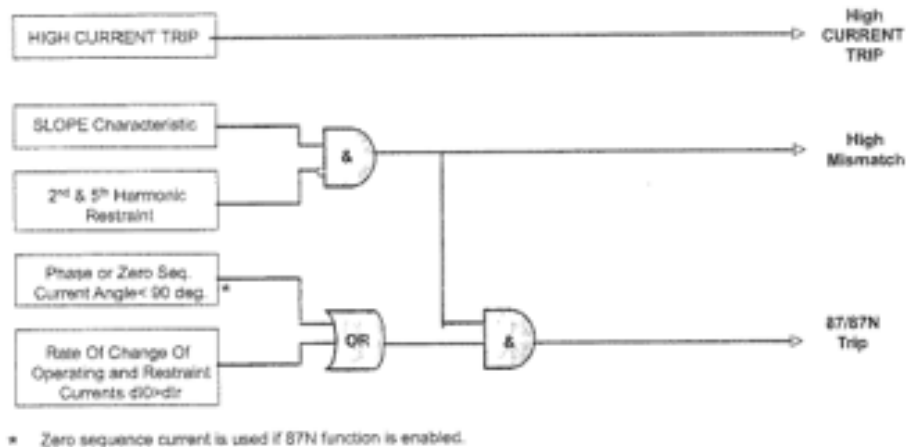 HIGH CURRENT TRIP
High
CURRENT
TRIP
SLOPE Characteristic
&
High
Mismatch
2nd & 5th Harmonic
Restraint
Phase or Zero Seq.
Current Angle< 90 deg. *
OR
&
87/87N
Trip
Rate Of Change Of
Operating and Restraint
Currents dI0>dIr
* Zero sequence current is used if 87N function is enabled.